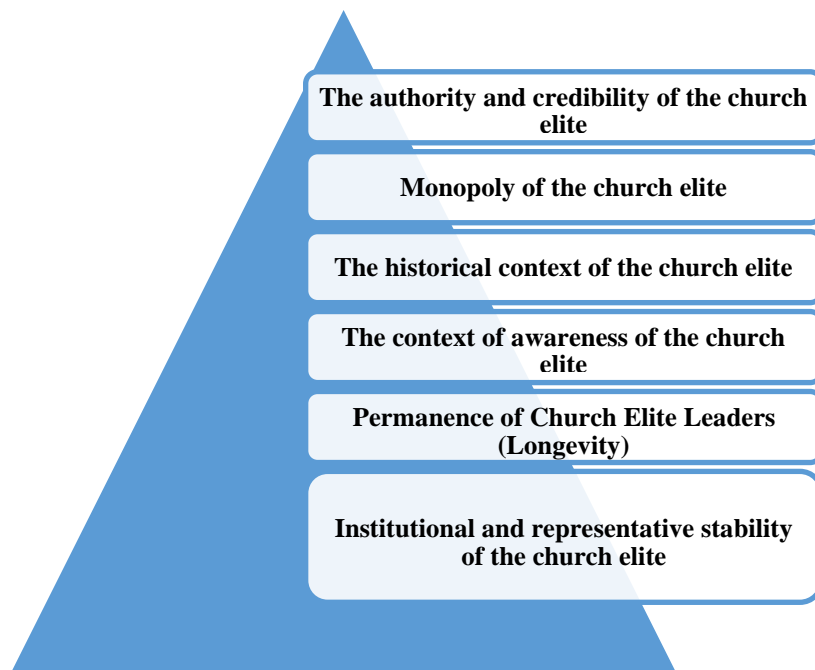 The authority and credibility of the church
elite
Monopoly of the church elite
The historical context of the church elite
The context of awareness of the church
elite
Permanence of Church Elite Leaders
(Longevity)
Institutional and representative stability
of the church elite